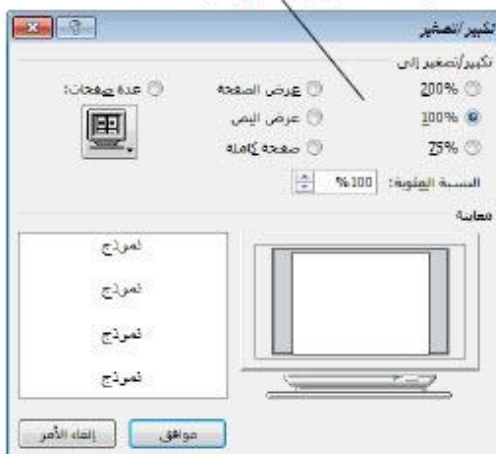 تكبير/تصغير
تكبير/تصغير إلى
200% عرض الصفحة عدة صفحات:
100% عرض النص
75% صفحة كاملة
النسبة المئوية: 100%
معاينة
نموذج
نموذج
نموذج
نموذج
موافق إلغاء الأمر